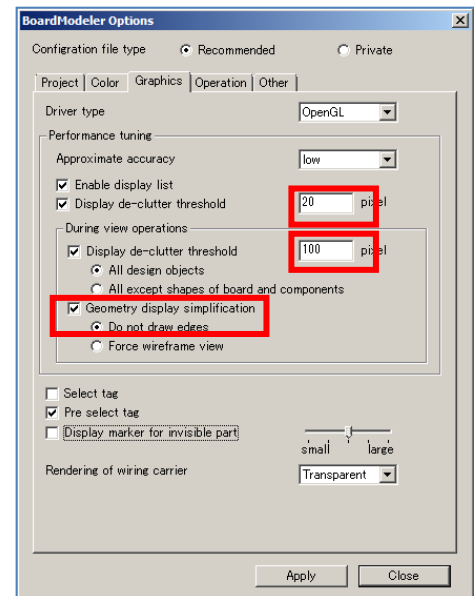 BoardModeler Options
Configration file type Recommended Private
Project Color Graphics Operation Other
Driver type OpenGL
Performance tuning
Approximate accuracy low
Enable display list
Display de-clutter threshold 20 pixel
During view operations
Display de-clutter threshold 100 pixel
All design objects
All except shapes of board and components
Geometry display simplification
Do not draw edges
Force wireframe view
Select tag
Pre select tag
Display marker for invisible part
small large
Rendering of wiring carrier Transparent
Apply Close